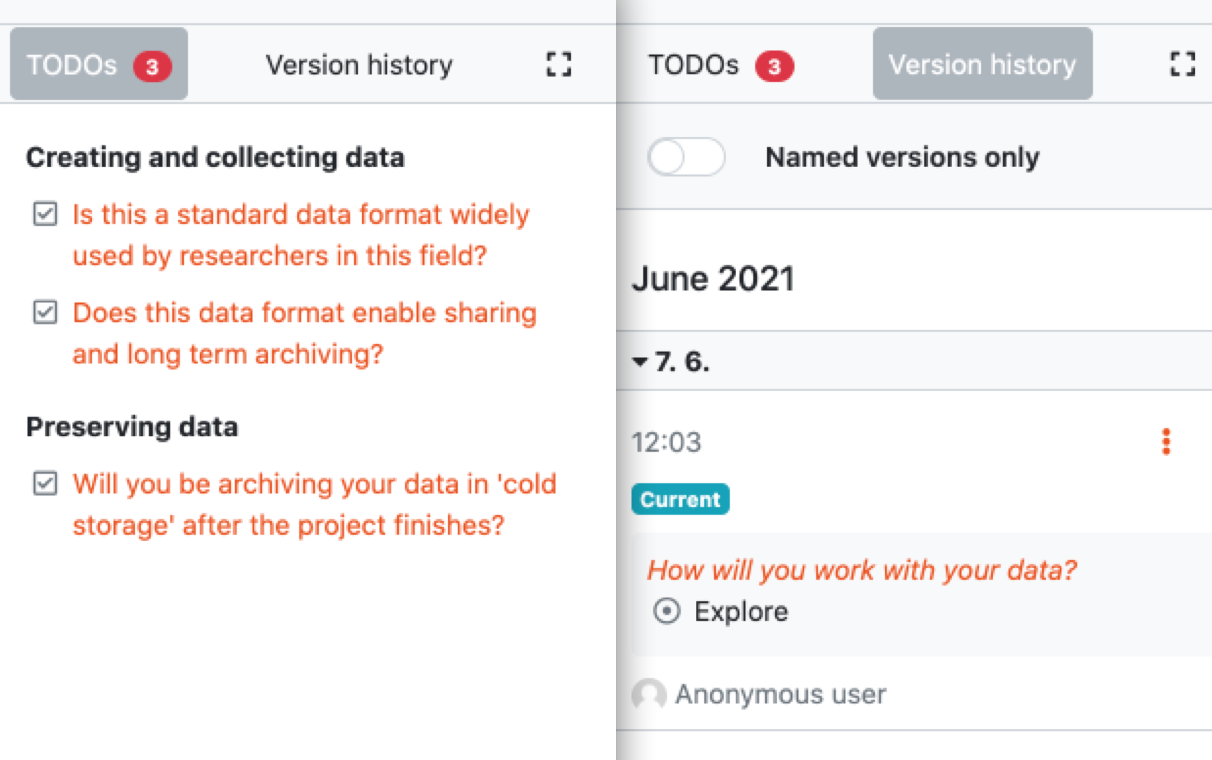 TODOs 3 Version history
Creating and collecting data
Is this a standard data format widely
used by researchers in this field?
Does this data format enable sharing
and long term archiving?
Preserving data
Will you be archiving your data in 'cold
storage' after the project finishes?
TODOs 3 Version history
Named versions only
June 2021
7. 6.
12:03
Current
How will you work with your data?
Explore
Anonymous user